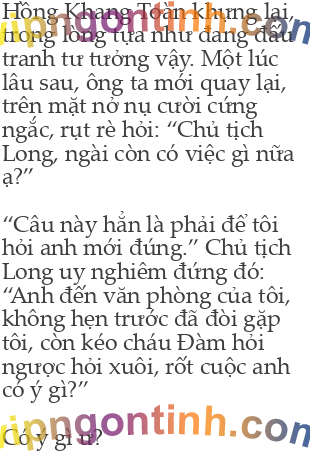 Hồng Khang Toàn khựng lại,
trong lòng tựa như đang đấu
tranh tư tưởng vậy. Một lúc
lâu sau, ông ta mới quay lại,
trên mặt nở nụ cười cứng
ngắc, rụt rè hỏi: “Chủ tịch
Long, ngài còn có việc gì nữa
ạ?”
“Câu này hẳn là phải để tôi
hỏi anh mới đúng.” Chủ tịch
Long uy nghiêm đứng đó:
“Anh đến văn phòng của tôi,
không hẹn trước đã đòi gặp
tôi, còn kéo cháu Đàm hỏi
ngược hỏi xuôi, rốt cuộc anh
có ý gì?”
vipngontinh.com
Có ý gì ư?